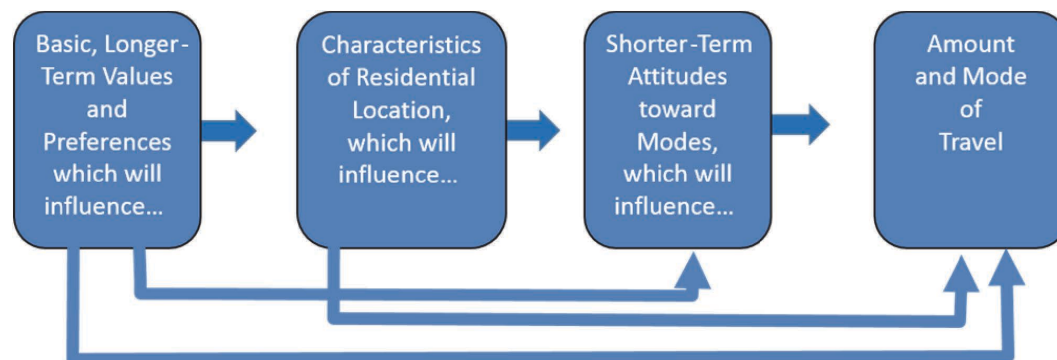 Basic, Longer-
Term Values
and
Preferences
which will
influence...
Characteristics
of Residential
Location,
which will
influence...
Shorter-Term
Attitudes
toward
Modes,
which will
influence...
Amount
and Mode
of
Travel